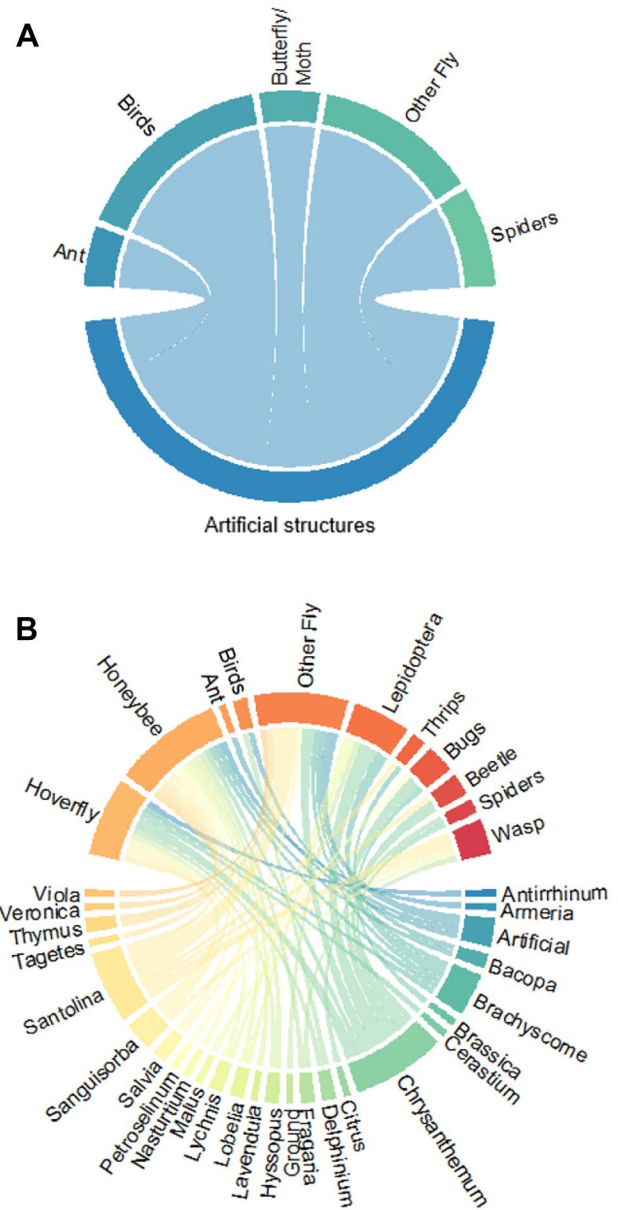 A
Butterfly/
Moth
Other Fly
Birds
Spiders
Ant
Artificial structures
B
Honeybee
Ant
Birds
Other Fly
Lepidoptera
Thrips
Bugs
Beetle
Spiders
Wasp
Hoverfly
Viola
Veronica
Thymus
Tagetes
Santolina
Sanguisorba
Salvia
Petroselinum
Nasturtium
Malus
Lychnis
Lobelia
Lavendula
Hyssopus
Ground
Fragaria
Delphinium
Citrus
Chrysanthemum
Cerastium
Brassica
Brachyscome
Bacopa
Artificial
Armeria
Antirrhinum